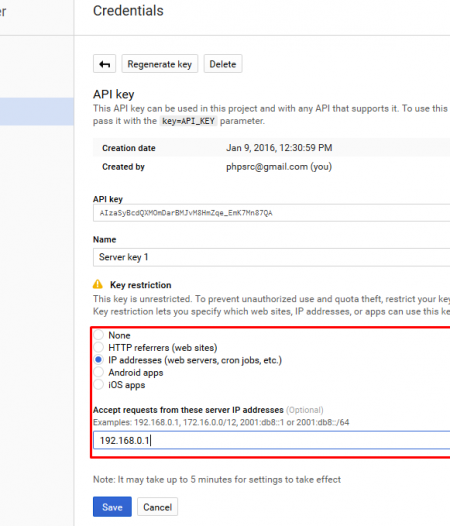 er
Credentials
Regenerate key
Delete
API key
This API key can be used in this project and with any API that supports it. To use this
pass it with the key=API_KEY parameter.
Creation date Jan 9, 2016, 12:30:59 PM
Created by phpsrc@gmail.com (you)
API key
AIzaSyBcdQXMOmDarBMJvM8HmZqe_EmK7Mn87QA
Name
Server key 1
Key restriction
This key is unrestricted. To prevent unauthorized use and quota theft, restrict your key
Key restriction lets you specify which web sites, IP addresses, or apps can use this ke
None
HTTP referrers (web sites)
IP addresses (web servers, cron jobs, etc.)
Android apps
iOS apps
Accept requests from these server IP addresses (Optional)
Examples: 192.168.0.1, 172.16.0.0/12, 2001:db8::1 or 2001:db8::/64
192.168.0.1
Note: It may take up to 5 minutes for settings to take effect
Save Cancel